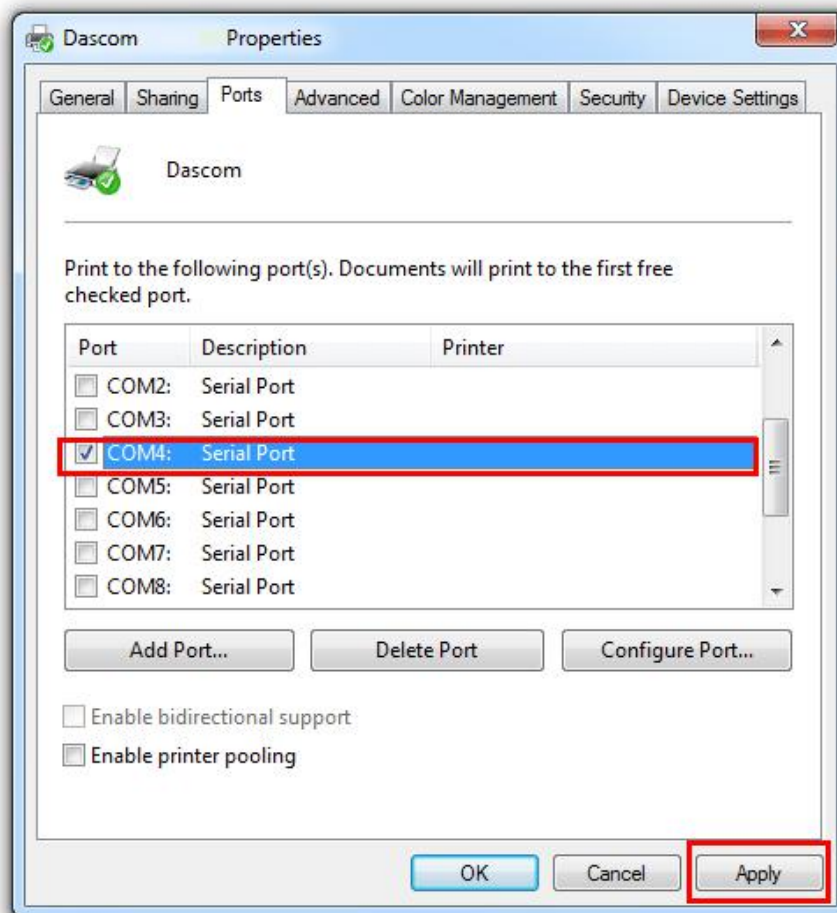 Dascom Properties
General Sharing Ports Advanced Color Management Security Device Settings
Dascom
Print to the following port(s). Documents will print to the first free
checked port.
Port Description Printer
COM2: Serial Port
COM3: Serial Port
COM4: Serial Port
COM5: Serial Port
COM6: Serial Port
COM7: Serial Port
COM8: Serial Port
Add Port... Delete Port Configure Port...
Enable bidirectional support
Enable printer pooling
OK Cancel Apply